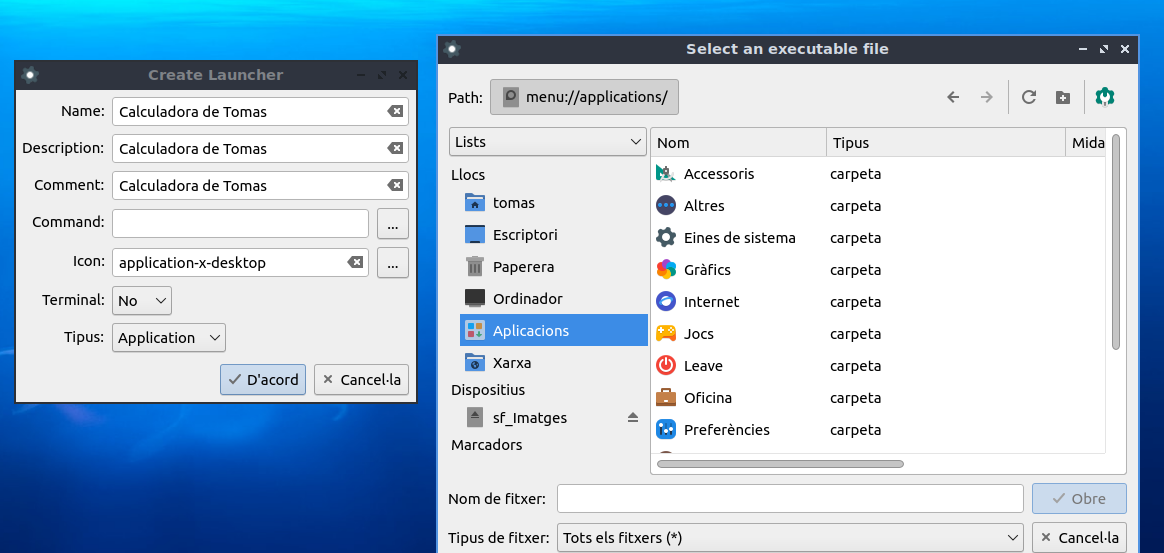 Create Launcher
Name: Calculadora de Tomas
Description: Calculadora de Tomas
Comment: Calculadora de Tomas
Command: ...
Icon: application-x-desktop ...
Terminal: No
Tipus: Application
D'acord Cancel·la
Select an executable file
Path: menu://applications/
Lists
Llocs
tomas
Escriptori
Paperera
Ordinador
Aplicacions
Xarxa
Dispositius
sf_Imatges
Marcadors
Nom Tipus Mida
Accessoris carpeta
Altres carpeta
Eines de sistema carpeta
Gràfics carpeta
Internet carpeta
Jocs carpeta
Leave carpeta
Oficina carpeta
Preferències carpeta
Nom de fitxer: Obre
Tipus de fitxer: Tots els fitxers (*) Cancel·la